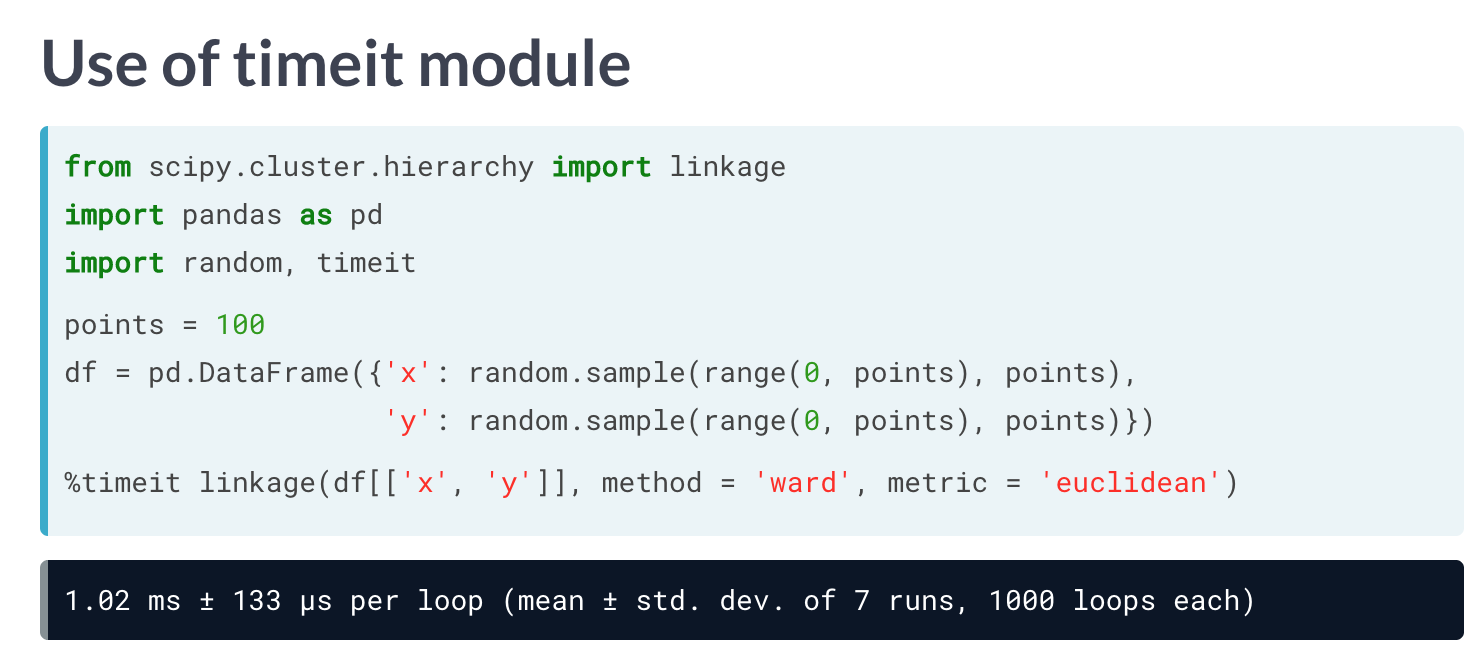 Use of timeit module
from scipy.cluster.hierarchy import linkage
import pandas as pd
import random, timeit
points = 100
df = pd.DataFrame({'x': random.sample(range(0, points), points),
                   'y': random.sample(range(0, points), points)})
%timeit linkage(df[['x', 'y']], method = 'ward', metric = 'euclidean')
1.02 ms ± 133 µs per loop (mean ± std. dev. of 7 runs, 1000 loops each)